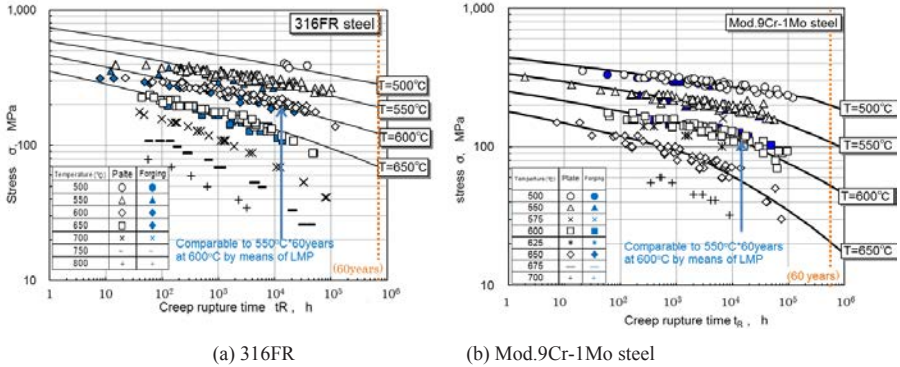 316FR steel
Stress σ, MPa
1,000
100
10
T=500℃
T=550℃
T=600℃
T=650℃
Temperature (℃) Palte Forging
500
550
600
650
700
750
800
Comparable to 550℃*60years
at 600℃ by means of LMP
(60years)
1 10 10² 10³ 10⁴ 10⁵ 10⁶
Creep rupture time tR , h
(a) 316FR
Mod.9Cr-1Mo steel
stress σ, MPa
1,000
100
10
T=500℃
T=550℃
T=600℃
T=650℃
Plate Forging
500
550
575
600
625
650
675
700
Comparable to 550℃*60years
at 600℃ by means of LMP
(60 years)
1 10 10² 10³ 10⁴ 10⁵ 10⁶
Creep rupture time tR , h
(b) Mod.9Cr-1Mo steel